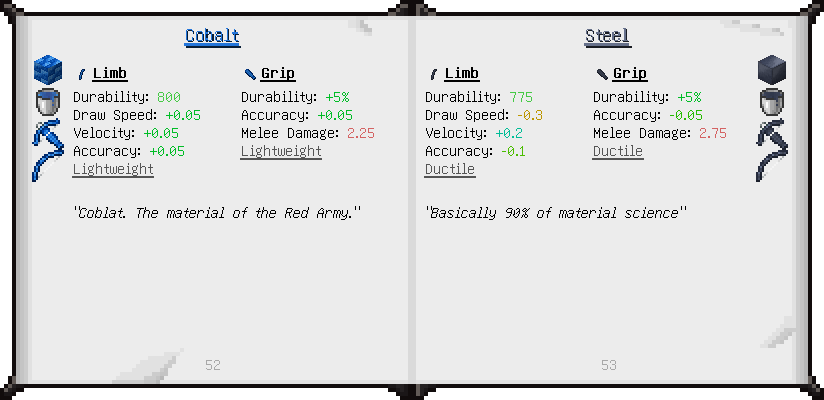 Cobalt
Limb
Durability: 800
Draw Speed: +0.05
Velocity: +0.05
Accuracy: +0.05
Lightweight
Grip
Durability: +5%
Accuracy: +0.05
Melee Damage: 2.25
Lightweight
"Coblat. The material of the Red Army."
52
Steel
Limb
Durability: 775
Draw Speed: -0.3
Velocity: +0.2
Accuracy: -0.1
Ductile
Grip
Durability: +5%
Accuracy: -0.05
Melee Damage: 2.75
Ductile
"Basically 90% of material science"
53